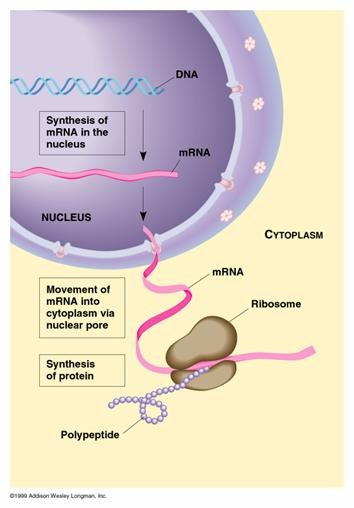 DNA
Synthesis of
mRNA in the
nucleus
mRNA
NUCLEUS
CYTOPLASM
mRNA
Movement of
mRNA into
cytoplasm via
nuclear pore
Ribosome
Synthesis
of protein
Polypeptide
©1999 Addison Wesley Longman, Inc.